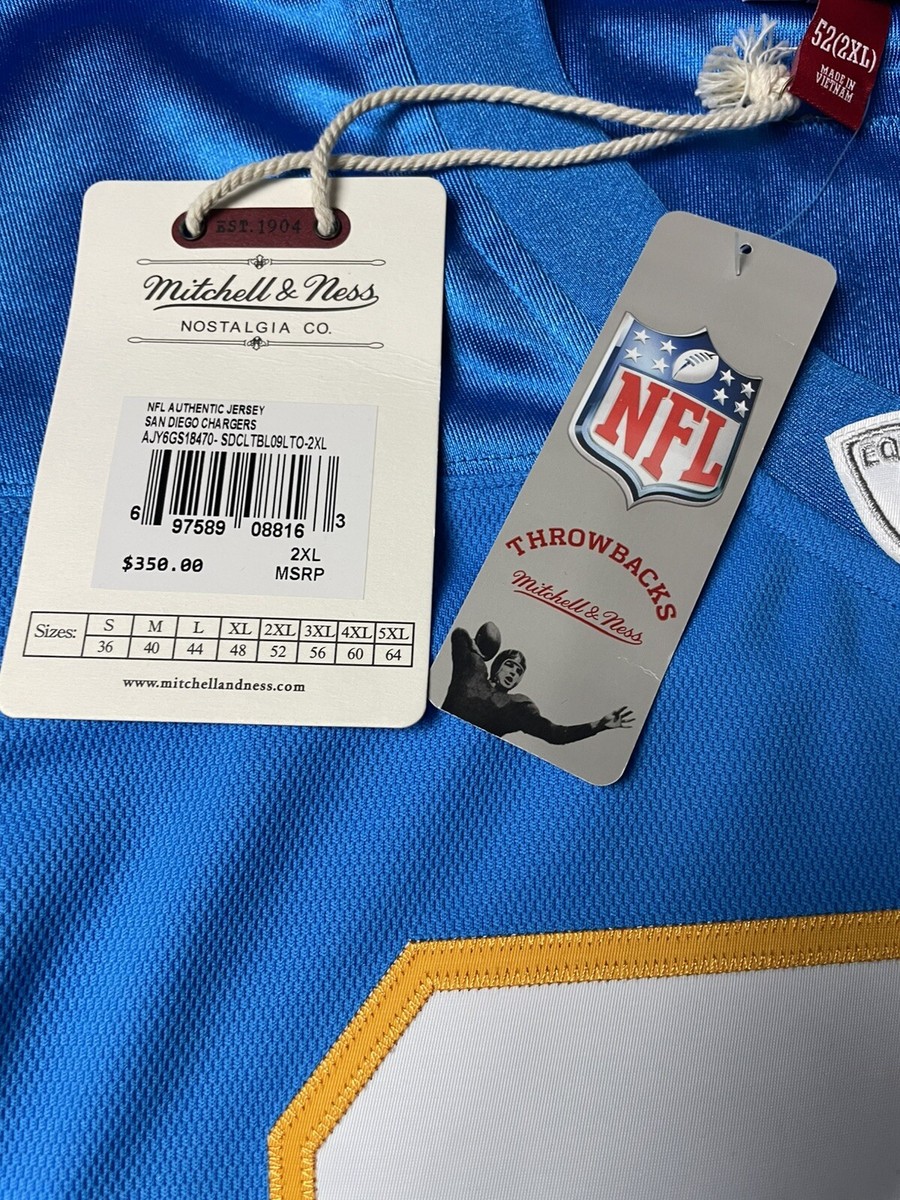 52(2XL)
MADE IN
VIETNAM
EST. 1904
Mitchell & Ness
NOSTALGIA CO.
NFL AUTHENTIC JERSEY
SAN DIEGO CHARGERS
AJY6GS18470- SDCLTBL09LTO-2XL
6 97589 08816 3
$350.00
2XL
MSRP
Sizes: S M L XL 2XL 3XL 4XL 5XL
36 40 44 48 52 56 60 64
www.mitchellandness.com
NFL
THROWBACKS
Mitchell & Ness
EQ